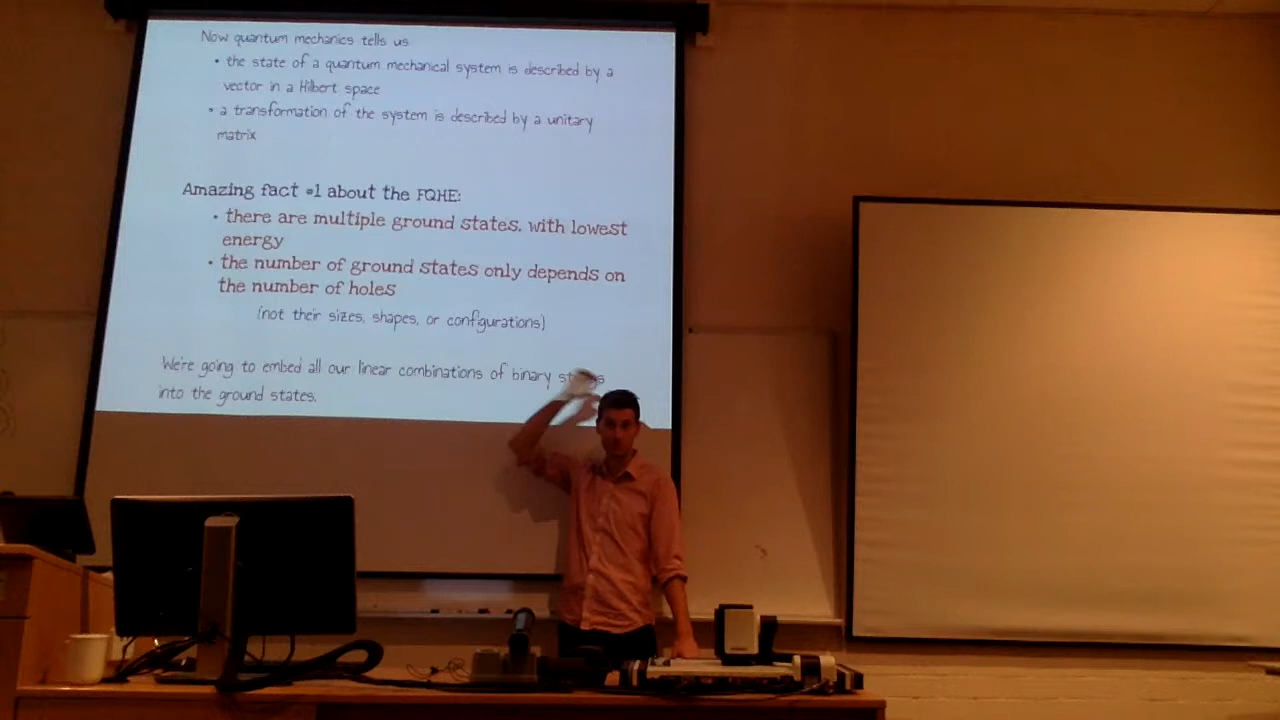 Now quantum mechanics tells us
• the state of a quantum mechanical system is described by a
vector in a Hilbert space
• a transformation of the system is described by a unitary
matrix
Amazing fact #1 about the FQHE:
• there are multiple ground states, with lowest
energy
• the number of ground states only depends on
the number of holes
(not their sizes, shapes, or configurations)
We're going to embed all our linear combinations of binary
into the ground states.